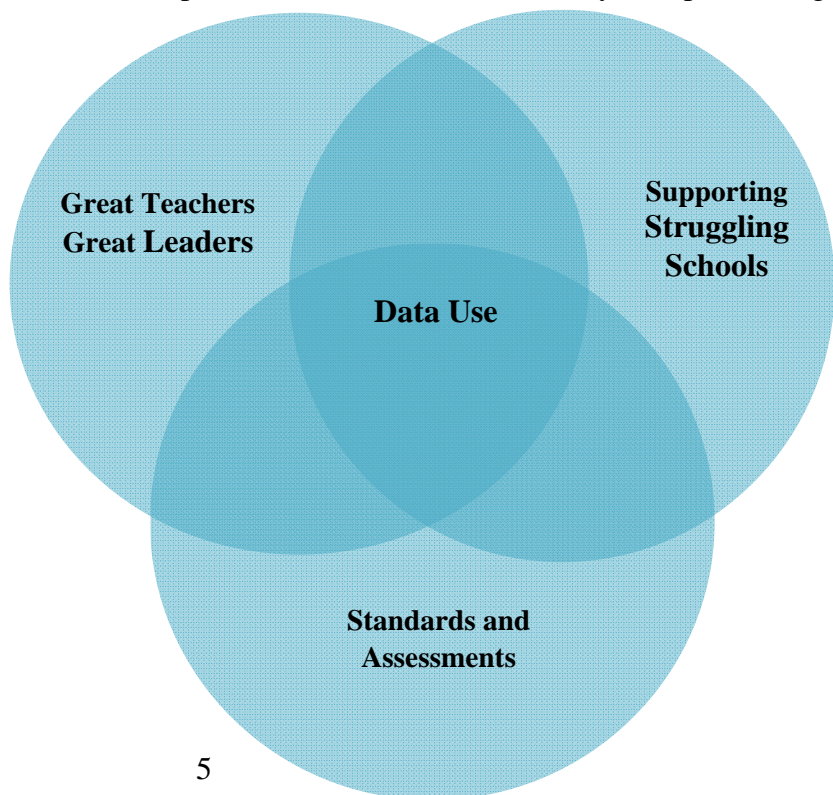 Great Teachers
Great Leaders
Supporting
Struggling
Schools
Data Use
Standards and
Assessments
5